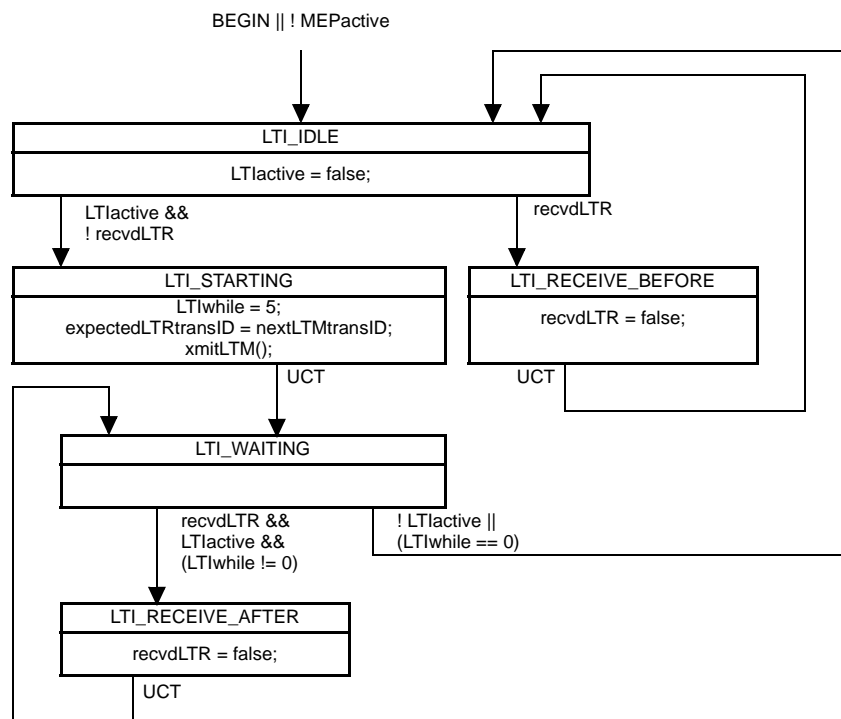 BEGIN || ! MEPactive
LTI_IDLE
LTIactive = false;
LTIactive &&
! recvdLTR
recvdLTR
LTI_STARTING
LTIwhile = 5;
expectedLTRtransID = nextLTMtransID;
xmitLTM();
LTI_RECEIVE_BEFORE
recvdLTR = false;
UCT
UCT
LTI_WAITING
recvdLTR &&
LTIactive &&
(LTIwhile != 0)
! LTIactive ||
(LTIwhile == 0)
LTI_RECEIVE_AFTER
recvdLTR = false;
UCT